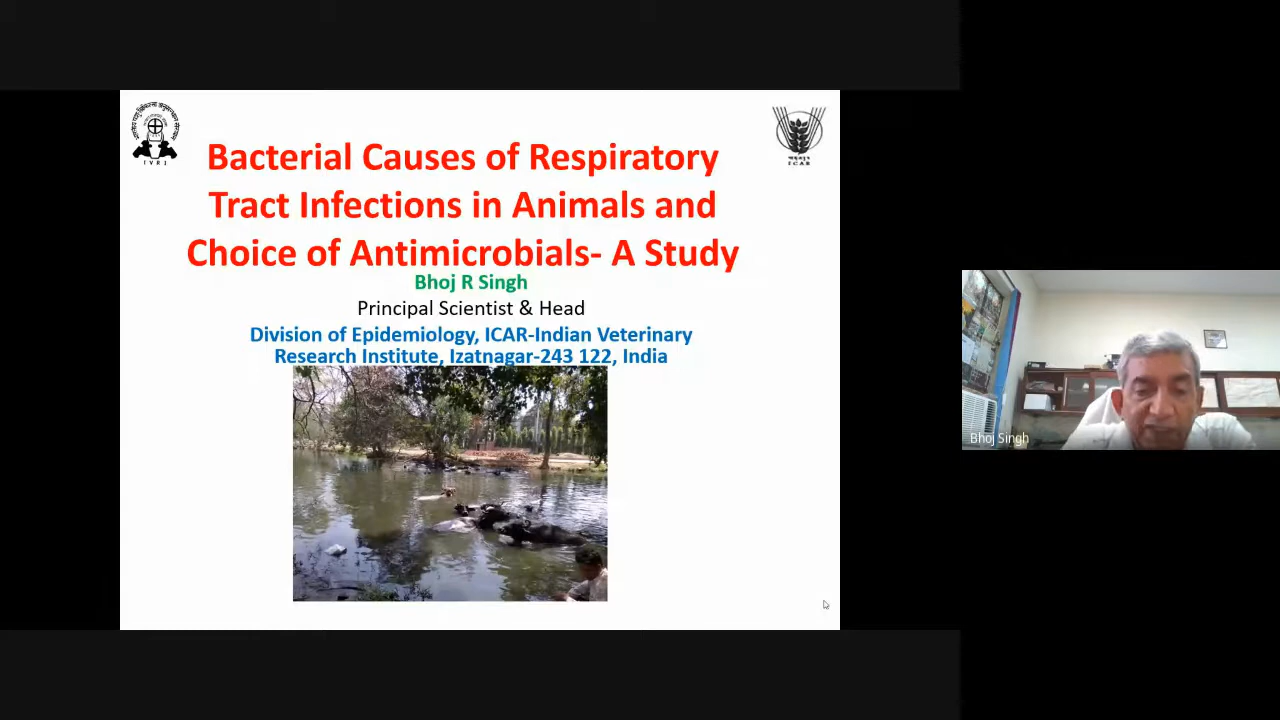 Bacterial Causes of Respiratory
Tract Infections in Animals and
Choice of Antimicrobials- A Study
Bhoj R Singh
Principal Scientist & Head
Division of Epidemiology, ICAR-Indian Veterinary
Research Institute, Izatnagar-243 122, India
I V R I
ICAR
Bhoj Singh